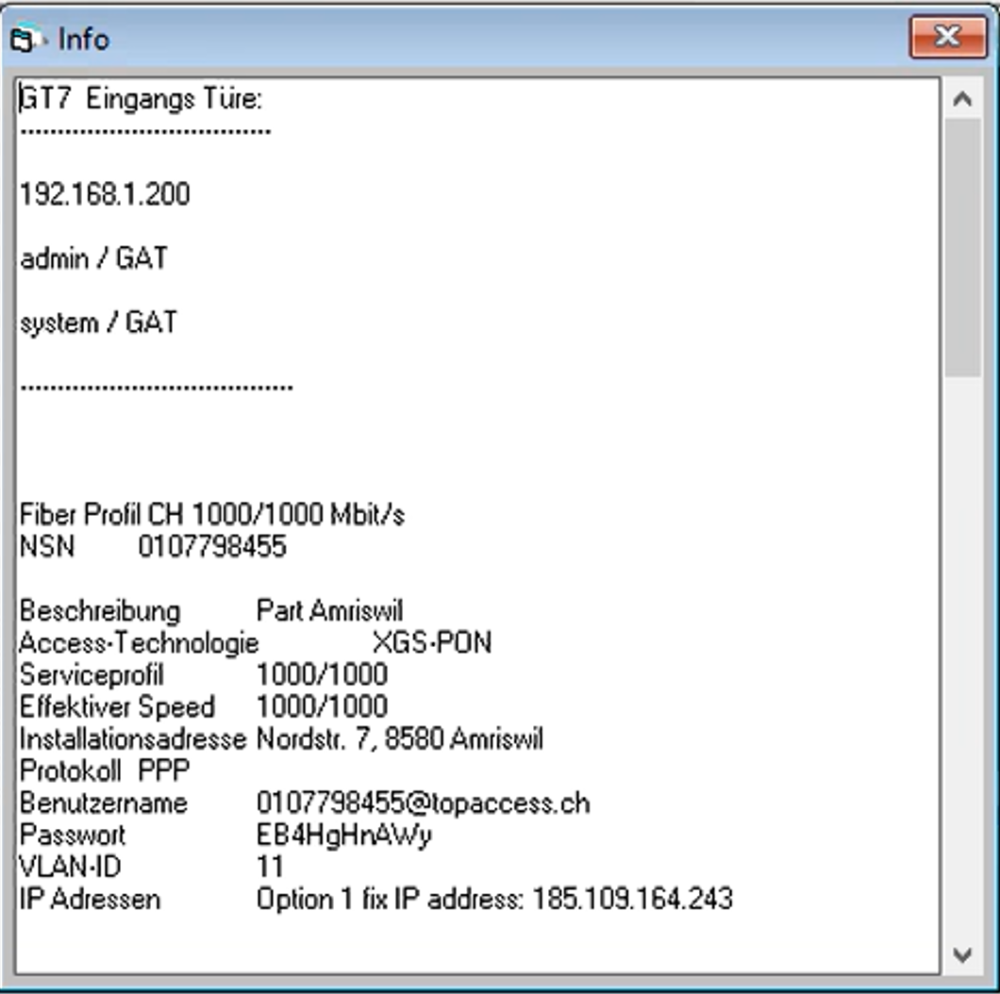 Info
GT7 Eingangs Türe:
----------------------------------
192.168.1.200
admin / GAT
system / GAT
-------------------------------------
Fiber Profil CH 1000/1000 Mbit/s
NSN 0107798455
Beschreibung Part Amriswil
Access-Technologie XGS-PON
Serviceprofil 1000/1000
Effektiver Speed 1000/1000
Installationsadresse Nordstr. 7, 8580 Amriswil
Protokoll PPP
Benutzername 0107798455@topaccess.ch
Passwort EB4HgHnAWy
VLAN-ID 11
IP Adressen Option 1 fix IP address: 185.109.164.243